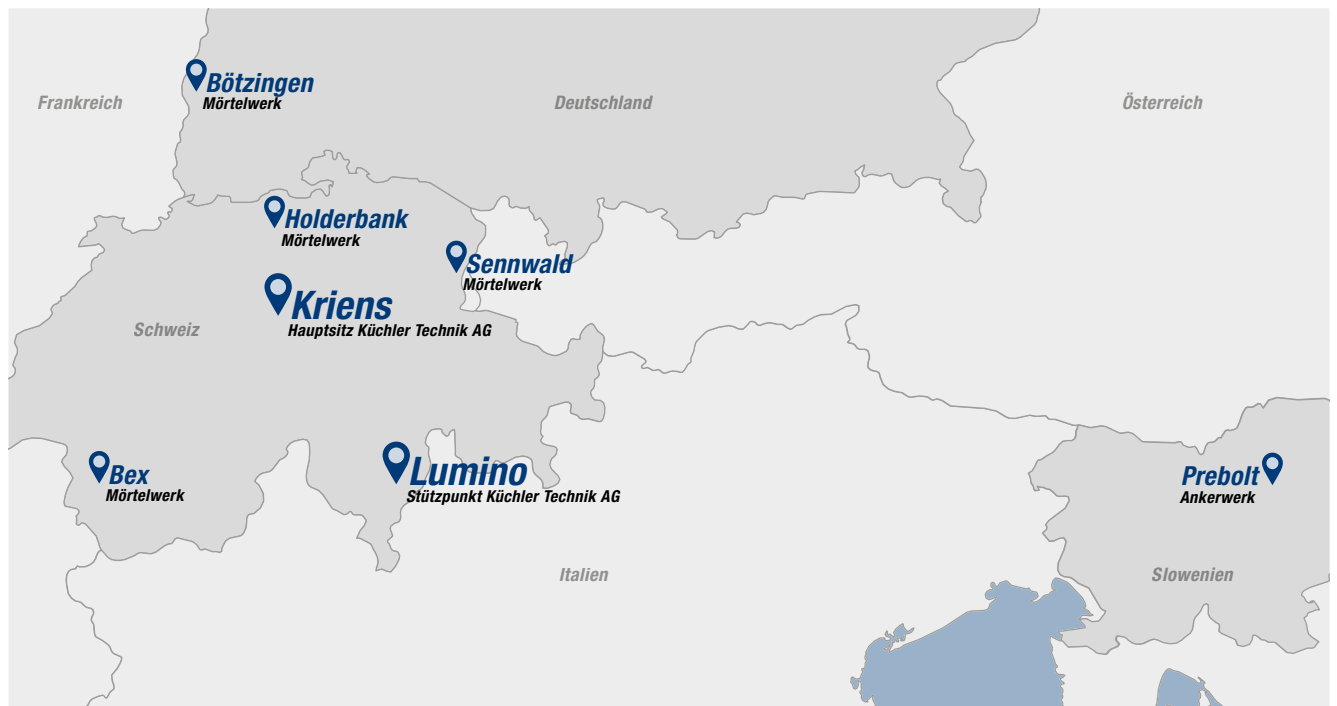 Bötzingen
Mörtelwerk
Frankreich
Deutschland
Österreich
Holderbank
Mörtelwerk
Sennwald
Mörtelwerk
Kriens
Hauptsitz Küchler Technik AG
Schweiz
Lumino
Stützpunkt Küchler Technik AG
Bex
Mörtelwerk
Prebolt
Ankerwerk
Italien
Slowenien